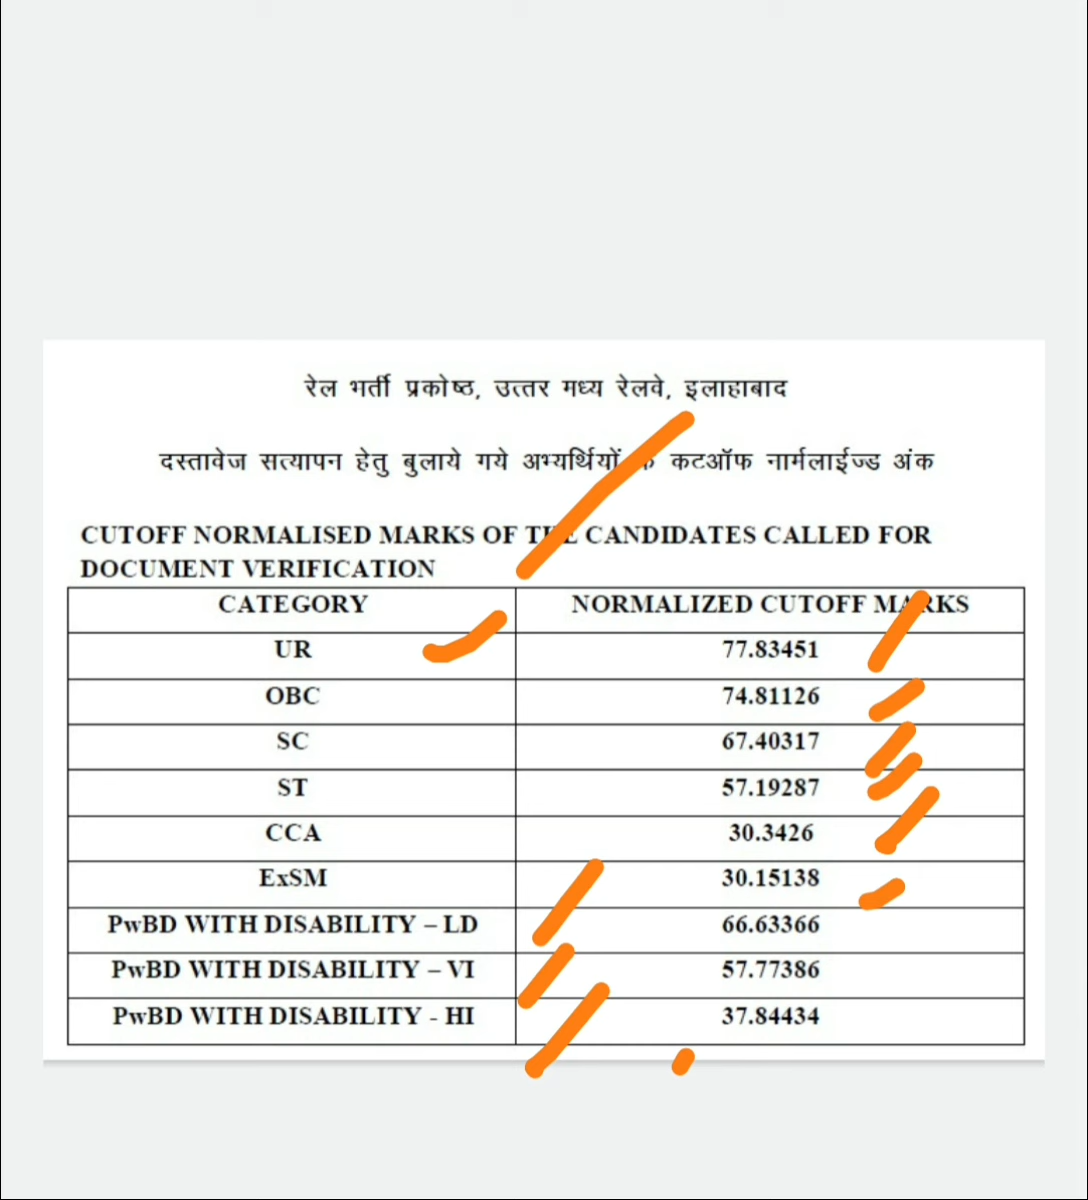 रेल भर्ती प्रकोष्ठ, उत्तर मध्य रेलवे, इलाहाबाद
दस्तावेज सत्यापन हेतु बुलाये गये अभ्यर्थियों के कटऑफ नार्मलाईज्ड अंक
CUTOFF NORMALISED MARKS OF THE CANDIDATES CALLED FOR
DOCUMENT VERIFICATION
CATEGORY NORMALIZED CUTOFF MARKS
UR 77.83451
OBC 74.81126
SC 67.40317
ST 57.19287
CCA 30.3426
ExSM 30.15138
PwBD WITH DISABILITY – LD 66.63366
PwBD WITH DISABILITY – VI 57.77386
PwBD WITH DISABILITY - HI 37.84434